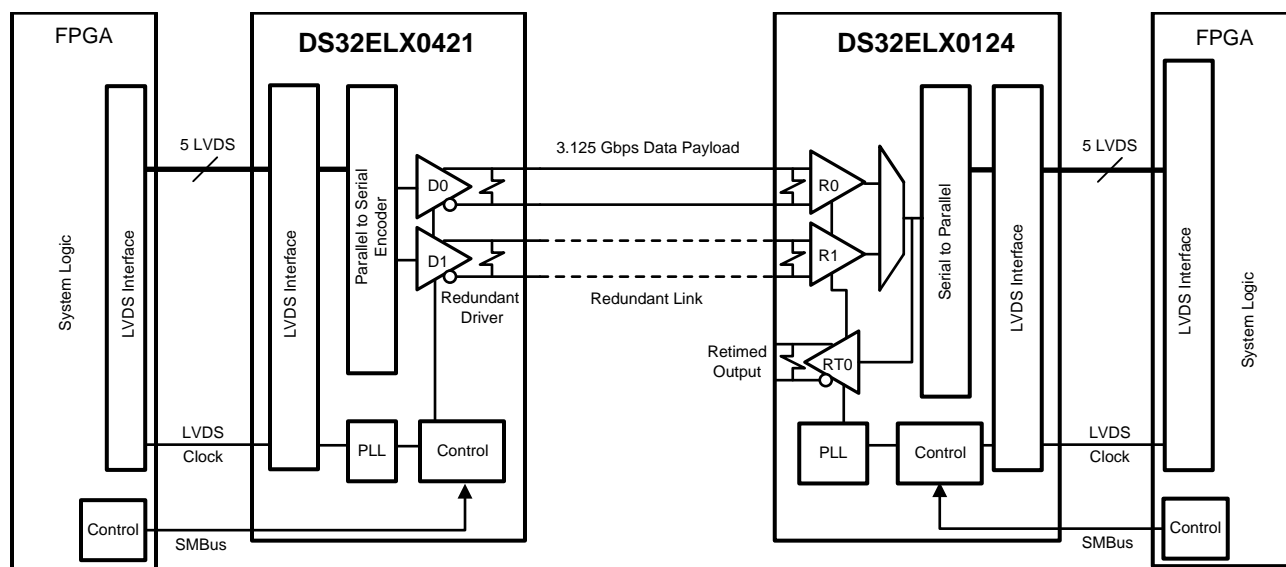 FPGA
DS32ELX0421
DS32ELX0124
FPGA
5 LVDS
3.125 Gbps Data Payload
5 LVDS
System Logic
LVDS Interface
LVDS Interface
Parallel to Serial
Encoder
D0
D1
Redundant
Driver
Redundant Link
R0
R1
Serial to Parallel
LVDS Interface
LVDS Interface
System Logic
Retimed
Output
RT0
LVDS
Clock
PLL
Control
PLL
Control
LVDS
Clock
Control
SMBus
SMBus
Control